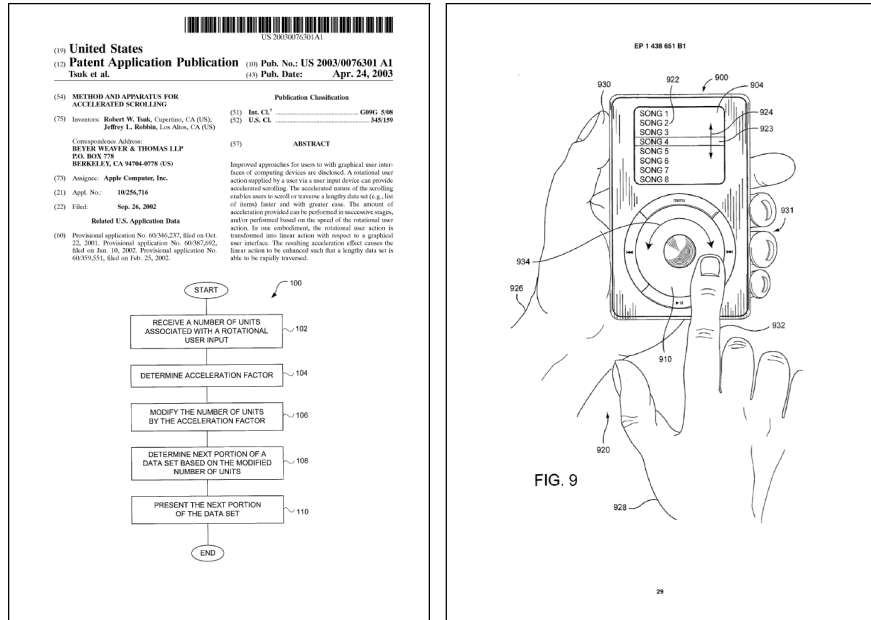 US 20030076301A1
(19) United States
(12) Patent Application Publication (10) Pub. No.: US 2003/0076301 A1
Tsuk et al. (43) Pub. Date: Apr. 24, 2003
(54) METHOD AND APPARATUS FOR
ACCELERATED SCROLLING
(75) Inventors: Robert W. Tsuk, Cupertino, CA (US);
Jeffrey L. Robbin, Los Altos, CA (US)
Correspondence Address:
BEYER WEAVER & THOMAS LLP
P.O. BOX 778
BERKELEY, CA 94704-0778 (US)
(73) Assignee: Apple Computer, Inc.
(21) Appl. No.: 10/256,716
(22) Filed: Sep. 26, 2002
Related U.S. Application Data
(60) Provisional application No. 60/346,237, filed on Oct.
22, 2001. Provisional application No. 60/387,692,
filed on Jun. 10, 2002. Provisional application No.
60/359,551, filed on Feb. 25, 2002.
Publication Classification
(51) Int. Cl.7 ........ G09G 5/08
(52) U.S. Cl. ........ 345/159
(57) ABSTRACT
Improved approaches for users to with graphical user inter-
faces of computing devices are disclosed. A rotational user
action supplied by a user via a user input device can provide
accelerated scrolling. The accelerated nature of the scrolling
enables users to scroll or traverse a lengthy data set (e.g., list
of items) faster and with greater ease. The amount of
acceleration provided can be performed in successive stages,
and/or performed based on the speed of the rotational user
action. In one embodiment, the rotational user action is
transformed into linear action with respect to a graphical
user interface. The resulting acceleration effect causes the
linear action to be enhanced such that a lengthy data set is
able to be rapidly traversed.
START
100
RECEIVE A NUMBER OF UNITS
ASSOCIATED WITH A ROTATIONAL
USER INPUT
102
DETERMINE ACCELERATION FACTOR
104
MODIFY THE NUMBER OF UNITS
BY THE ACCELERATION FACTOR
106
DETERMINE NEXT PORTION OF A
DATA SET BASED ON THE MODIFIED
NUMBER OF UNITS
108
PRESENT THE NEXT PORTION
OF THE DATA SET
110
END
EP 1 438 651 B1
900
922
904
930
924
923
SONG 1
SONG 2
SONG 3
SONG 4
SONG 5
SONG 6
SONG 7
SONG 8
menu
931
934
926
932
910
920
FIG. 9
928
29